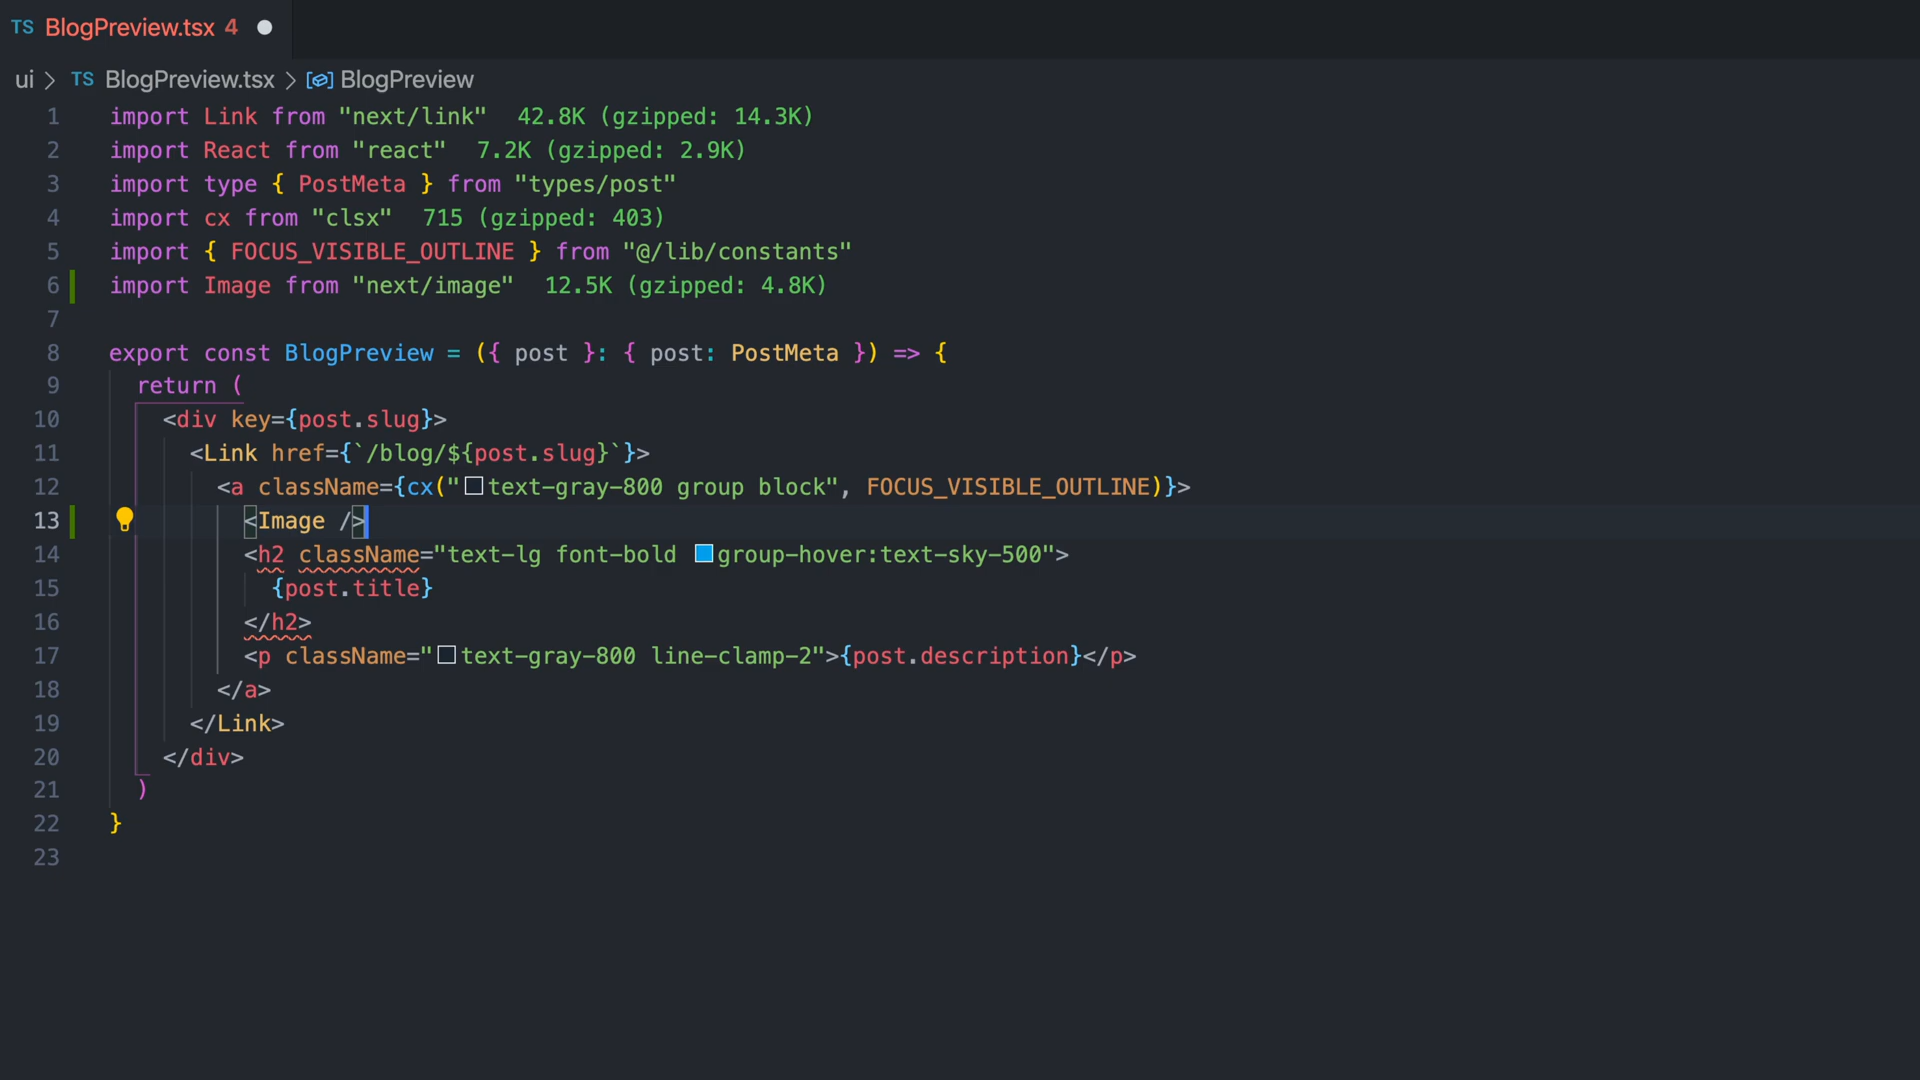 TS BlogPreview.tsx 4
ui > TS BlogPreview.tsx > BlogPreview
1 import Link from "next/link" 42.8K (gzipped: 14.3K)
2 import React from "react" 7.2K (gzipped: 2.9K)
3 import type { PostMeta } from "types/post"
4 import cx from "clsx" 715 (gzipped: 403)
5 import { FOCUS_VISIBLE_OUTLINE } from "@/lib/constants"
6 import Image from "next/image" 12.5K (gzipped: 4.8K)
7
8 export const BlogPreview = ({ post }: { post: PostMeta }) => {
9 return (
10 <div key={post.slug}>
11 <Link href={`/blog/${post.slug}`}>
12 <a className={cx("text-gray-800 group block", FOCUS_VISIBLE_OUTLINE)}>
13 <Image />
14 <h2 className="text-lg font-bold group-hover:text-sky-500">
15 {post.title}
16 </h2>
17 <p className="text-gray-800 line-clamp-2">{post.description}</p>
18 </a>
19 </Link>
20 </div>
21 )
22 }
23